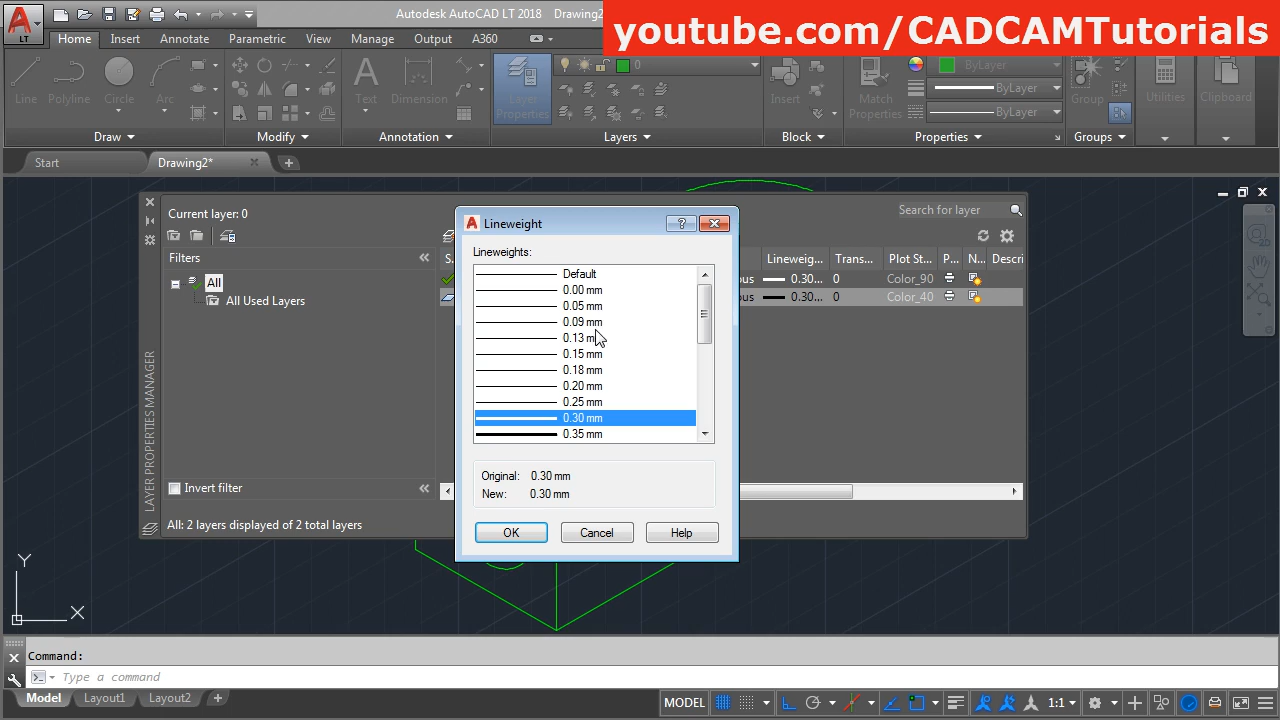 Autodesk AutoCAD LT 2018 Drawing2
youtube.com/CADCAMTutorials
LT
Home Insert Annotate Parametric View Manage Output A360
Line Polyline Circle Arc Text Dimension Layer Properties 0 Insert Match Properties ByLayer ByLayer ByLayer Group Utilities Clipboard
Draw Modify Annotation Layers Block Properties Groups
Start Drawing2*
Current layer: 0
Search for layer
Filters
All
All Used Layers
Invert filter
All: 2 layers displayed of 2 total layers
LAYER PROPERTIES MANAGER
S.. Lineweig... Trans... Plot St... P... N... Descri
ous 0.30... 0 Color_90
ous 0.30... 0 Color_40
Lineweight
Lineweights:
Default
0.00 mm
0.05 mm
0.09 mm
0.13 mm
0.15 mm
0.18 mm
0.20 mm
0.25 mm
0.30 mm
0.35 mm
Original: 0.30 mm
New: 0.30 mm
OK Cancel Help
Y
X
Command:
Type a command
Model Layout1 Layout2
MODEL 1:1